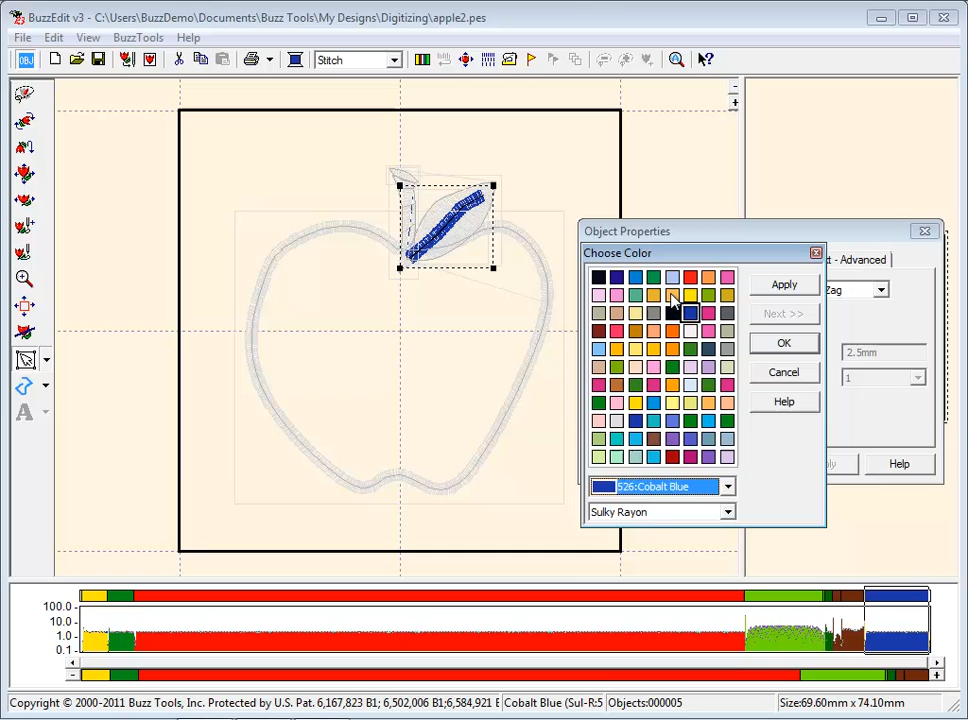 BuzzEdit v3 - C:\Users\BuzzDemo\Documents\Buzz Tools\My Designs\Digitizing\apple2.pes
File Edit View BuzzTools Help
OBJ
Stitch
Object Properties
Choose Color
- Advanced
Apply
Zag
Next >>
OK
2.5mm
Cancel
1
Help
Help
526:Cobalt Blue
Sulky Rayon
100.0
10.0
1.0
0.1
Copyright © 2000-2011 Buzz Tools, Inc. Protected by U.S. Pat. 6,167,823 B1; 6,502,006 B1;6,584,921 E Cobalt Blue (Sul-R:5 Objects:000005 Size:69.60mm x 74.10mm